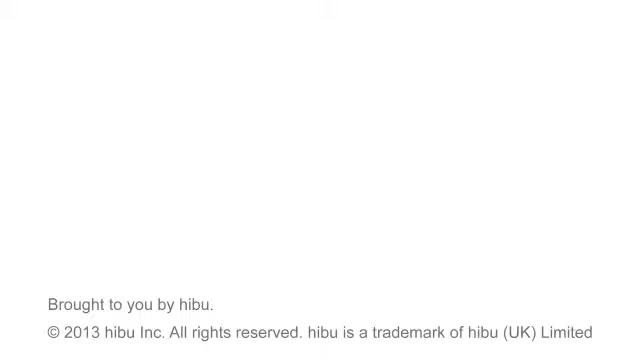 Brought to you by hibu.
© 2013 hibu Inc. All rights reserved. hibu is a trademark of hibu (UK) Limited